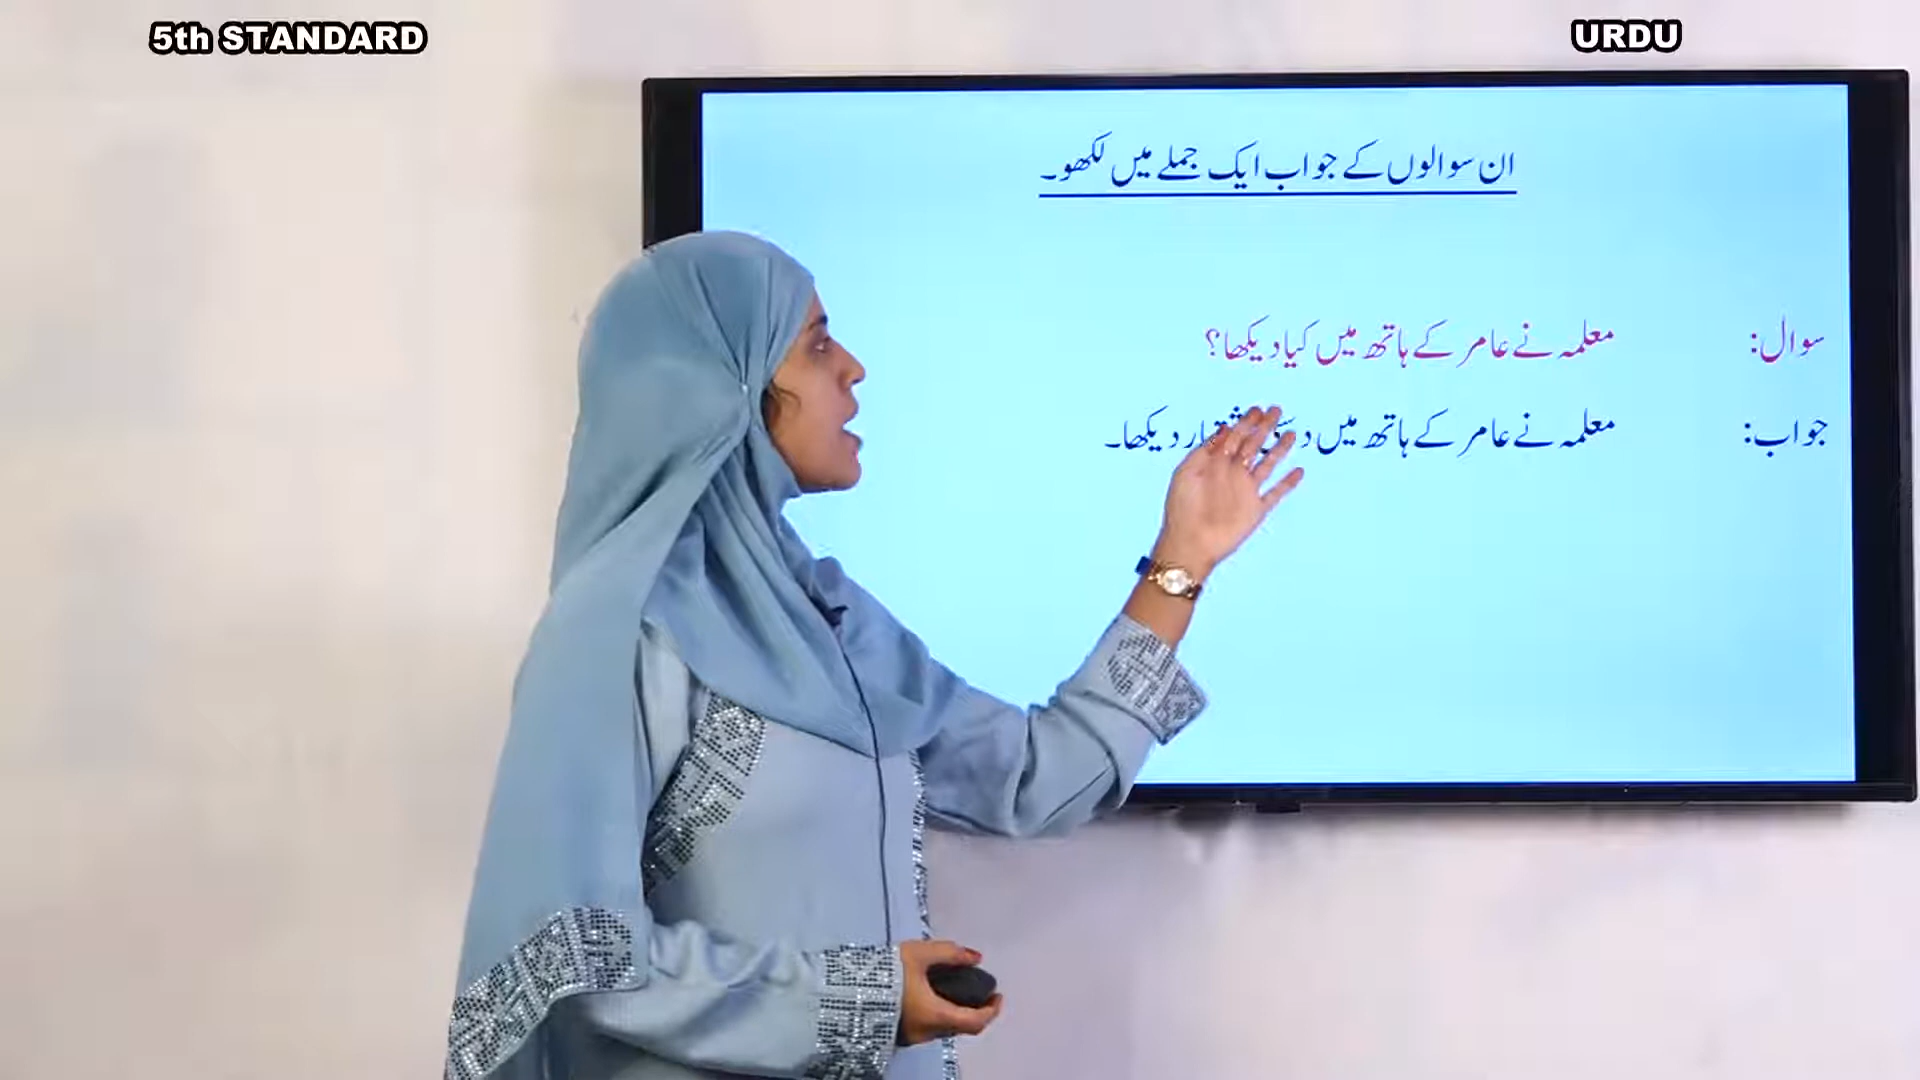 5th STANDARD
URDU
ان سوالوں کے جواب ایک جملے میں لکھو۔
سوال: معلمہ نے عامر کے ہاتھ میں کیا دیکھا؟
جواب: معلمہ نے عامر کے ہاتھ میں دیکھا۔